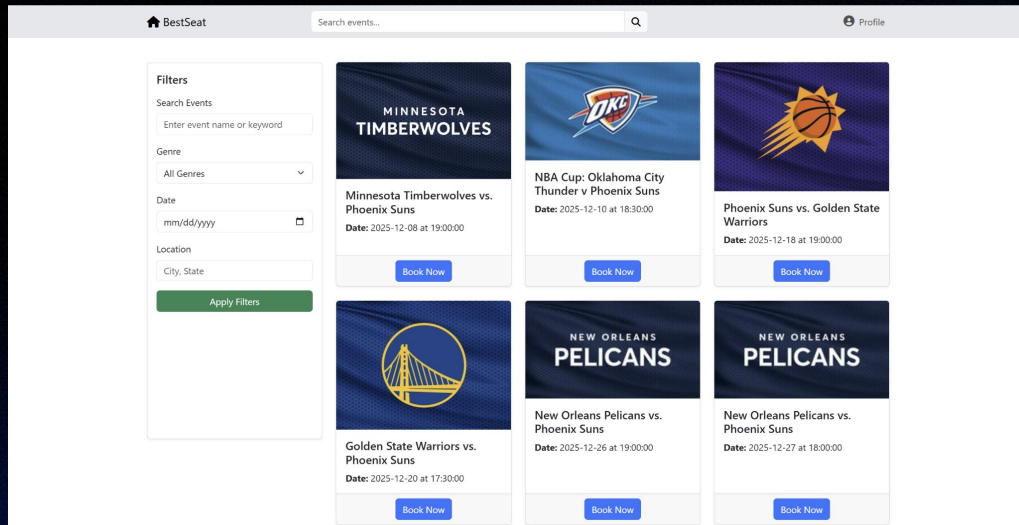 BestSeat
Search events...
Profile
Filters
Search Events
Enter event name or keyword
Genre
All Genres
Date
mm/dd/yyyy
Location
City, State
Apply Filters
MINNESOTA
TIMBERWOLVES
Minnesota Timberwolves vs.
Phoenix Suns
Date: 2025-12-08 at 19:00:00
Book Now
OKC
NBA Cup: Oklahoma City
Thunder v Phoenix Suns
Date: 2025-12-10 at 18:30:00
Book Now
Phoenix Suns vs. Golden State
Warriors
Date: 2025-12-18 at 19:00:00
Book Now
Golden State Warriors vs.
Phoenix Suns
Date: 2025-12-20 at 17:30:00
Book Now
NEW ORLEANS
PELICANS
New Orleans Pelicans vs.
Phoenix Suns
Date: 2025-12-26 at 19:00:00
Book Now
NEW ORLEANS
PELICANS
New Orleans Pelicans vs.
Phoenix Suns
Date: 2025-12-27 at 18:00:00
Book Now